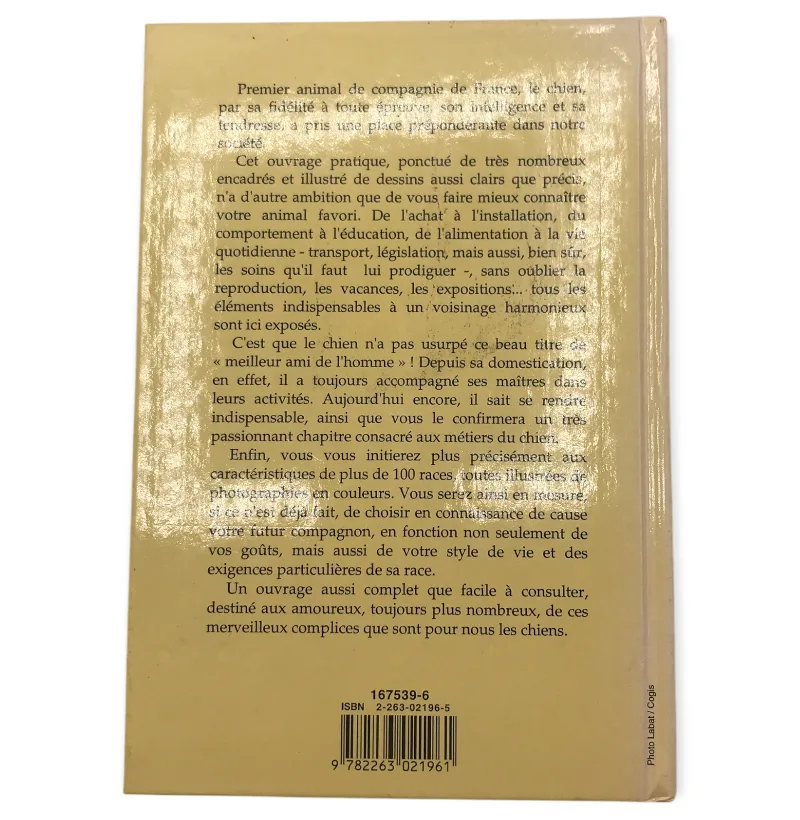 Premier animal de compagnie de France, le chien,
par sa fidélité à toute épreuve, son intelligence et sa
tendresse, a pris une place prépondérante dans notre
société.
Cet ouvrage pratique, ponctué de très nombreux
encadrés et illustré de dessins aussi clairs que précis,
n'a d'autre ambition que de vous faire mieux connaître
votre animal favori. De l'achat à l'installation, du
comportement à l'éducation, de l'alimentation à la vie
quotidienne - transport, législation, mais aussi, bien sûr,
les soins qu'il faut lui prodiguer -, sans oublier la
reproduction, les vacances, les expositions... tous les
éléments indispensables à un voisinage harmonieux
sont ici exposés.
C'est que le chien n'a pas usurpé ce beau titre de
« meilleur ami de l'homme » ! Depuis sa domestication,
en effet, il a toujours accompagné ses maîtres dans
leurs activités. Aujourd'hui encore, il sait se rendre
indispensable, ainsi que vous le confirmera un très
passionnant chapitre consacré aux métiers du chien.
Enfin, vous vous initierez plus précisément aux
caractéristiques de plus de 100 races, toutes illustrées de
photographies en couleurs. Vous serez ainsi en mesure,
si ce n'est déjà fait, de choisir en connaissance de cause
votre futur compagnon, en fonction non seulement de
vos goûts, mais aussi de votre style de vie et des
exigences particulières de sa race.
Un ouvrage aussi complet que facile à consulter,
destiné aux amoureux, toujours plus nombreux, de ces
merveilleux complices que sont pour nous les chiens.
167539-6
ISBN 2-263-02196-5
9 782263 021961
Photo Labat / Cogis